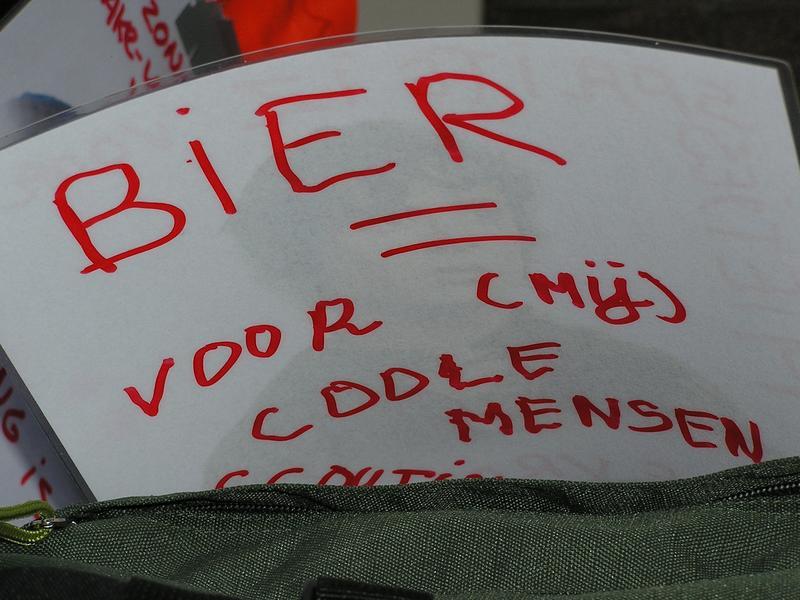 BIER
=
VOOR (MIJ)
COOLE
MENSEN